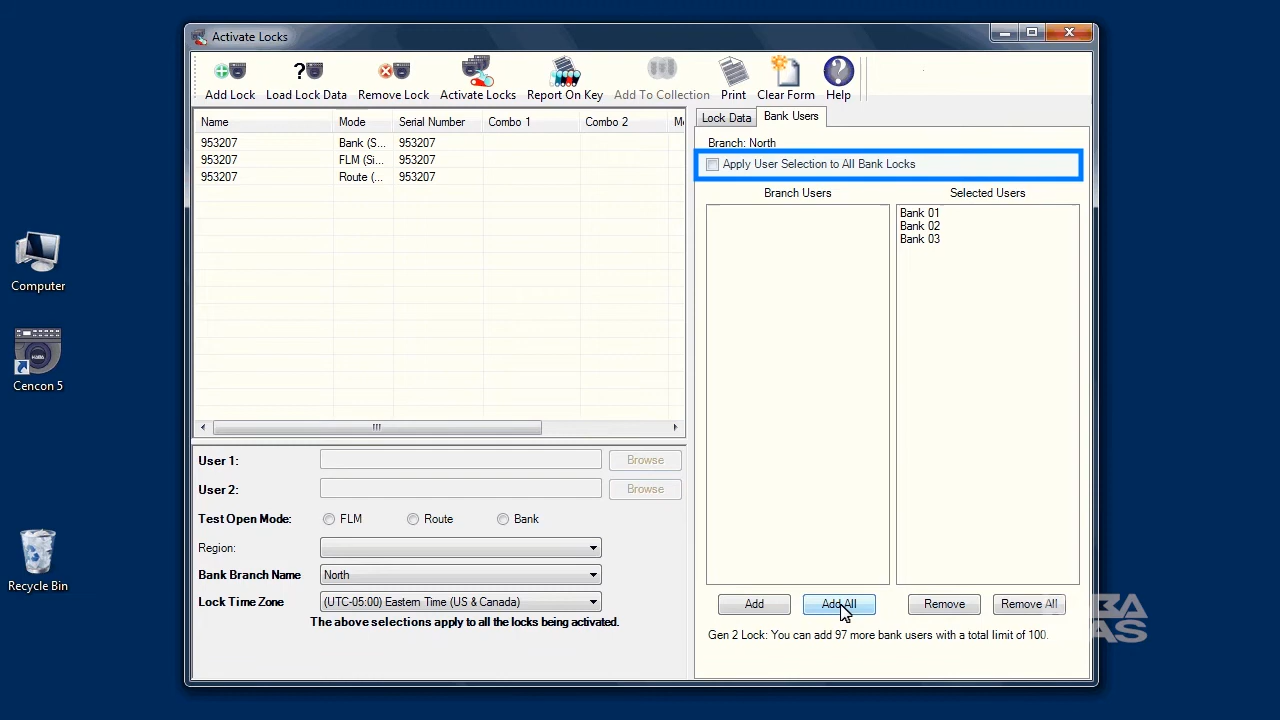 Activate Locks
Add Lock Load Lock Data Remove Lock Activate Locks Report On Key Add To Collection Print Clear Form Help
Name Mode Serial Number Combo 1 Combo 2
953207 Bank (S... 953207
953207 FLM (Si... 953207
953207 Route (... 953207
Lock Data Bank Users
Branch: North
Apply User Selection to All Bank Locks
Branch Users Selected Users
Bank 01
Bank 02
Bank 03
User 1: Browse
User 2: Browse
Test Open Mode: FLM Route Bank
Region:
Bank Branch Name North
Lock Time Zone (UTC-05:00) Eastern Time (US & Canada)
The above selections apply to all the locks being activated.
Add Add All Remove Remove All
Gen 2 Lock: You can add 97 more bank users with a total limit of 100.
Computer
Cencon 5
Recycle Bin